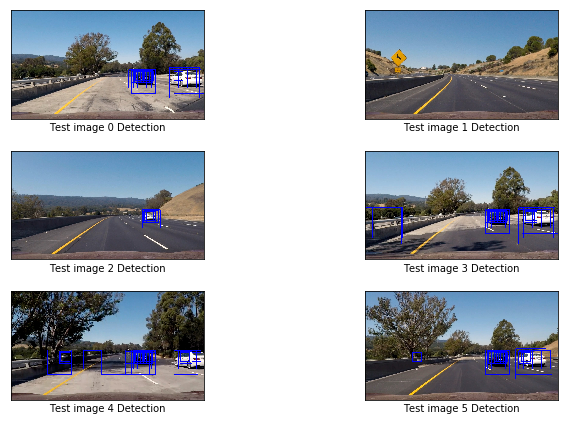 Test image 0 Detection
Test image 1 Detection
Test image 2 Detection
Test image 3 Detection
Test image 4 Detection
Test image 5 Detection